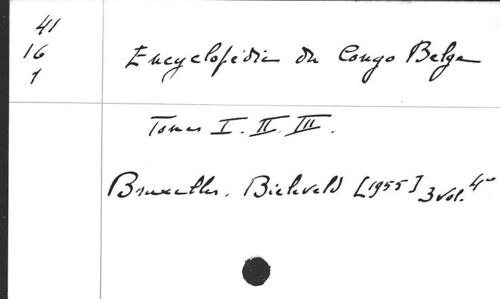 41
16
1
Encyclopédie du Congo Belge
Tomes I. II. III.
Bruxelles. Bieleveld [1955] 3 vol. 4°